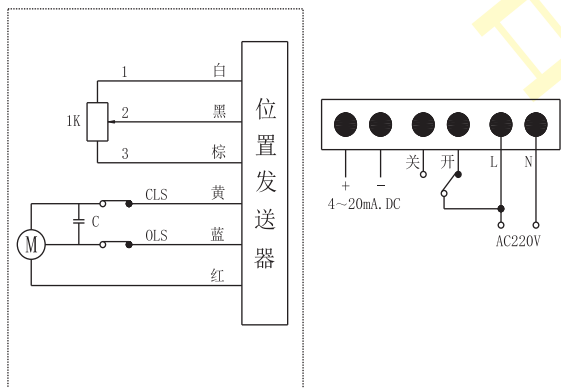 1 白
1K 2 黑
3 棕
CLS 黄
C
M OLS 蓝
红
位置发送器
关 开 L N
+ -
4~20mA.DC
AC220V